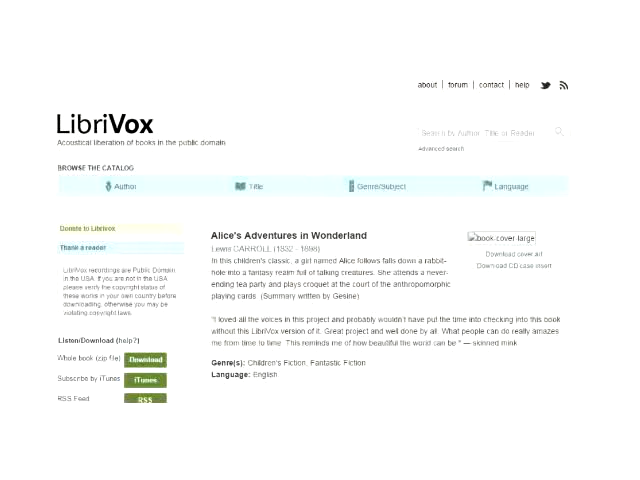 about | forum | contact | help
LibriVox
Acoustical liberation of books in the public domain
Search by Author, Title or Reader
Advanced search
BROWSE THE CATALOG
Author Title Genre/Subject Language
Donate to Librivox
Thank a reader
LibriVox recordings are Public Domain
in the USA. If you are not in the USA,
please verify the copyright status of
these works in your own country before
downloading, otherwise you may be
violating copyright laws.
Listen/Download (help?)
Whole book (zip file) Download
Subscribe by iTunes iTunes
RSS Feed RSS
Alice's Adventures in Wonderland
Lewis CARROLL (1832 - 1898)
In this children's classic, a girl named Alice follows falls down a rabbit-
hole into a fantasy realm full of talking creatures. She attends a never-
ending tea party and plays croquet at the court of the anthropomorphic
playing cards. (Summary written by Gesine)
"I loved all the voices in this project and probably wouldn't have put the time into checking into this book
without this LibriVox version of it. Great project and well done by all. What people can do really amazes
me from time to time. This reminds me of how beautiful the world can be." — skinned mink
Genre(s): Children's Fiction, Fantastic Fiction
Language: English
book-cover-large
Download cover art
Download CD case insert